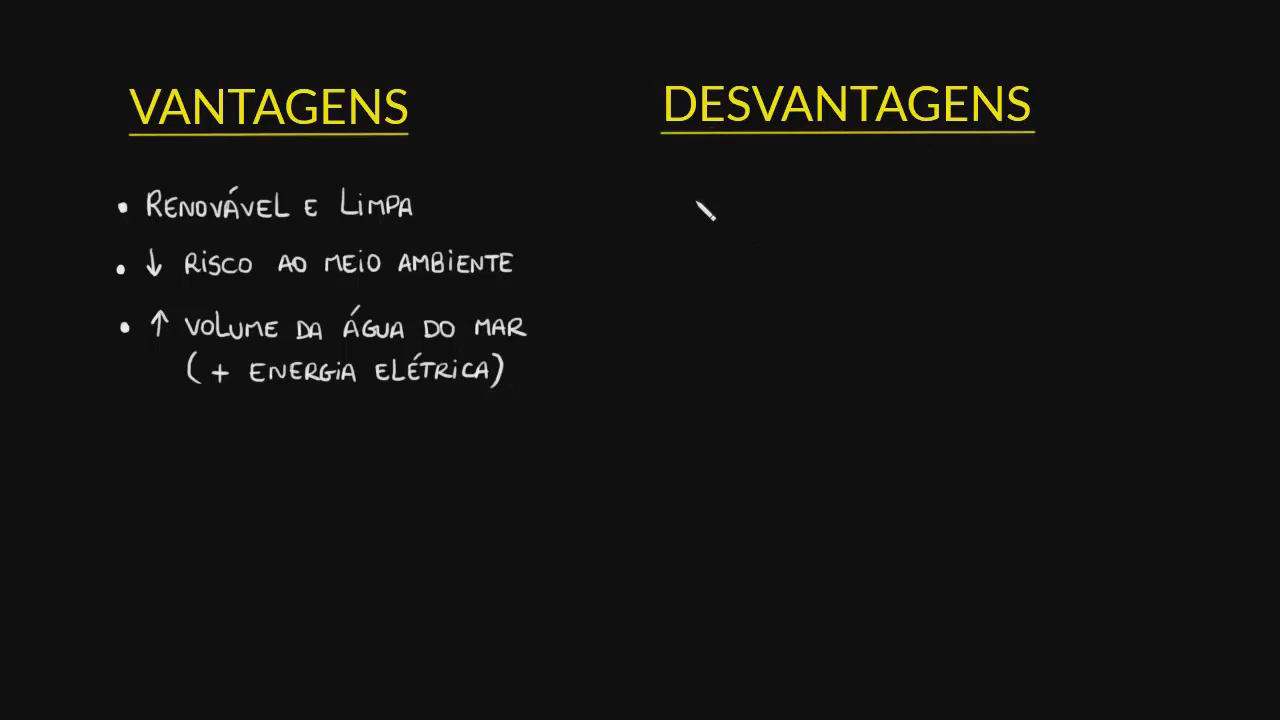 VANTAGENS
DESVANTAGENS
• RENOVÁVEL E LIMPA
• ↓ RISCO AO MEIO AMBIENTE
• ↑ VOLUME DA ÁGUA DO MAR
(+ ENERGIA ELÉTRICA)